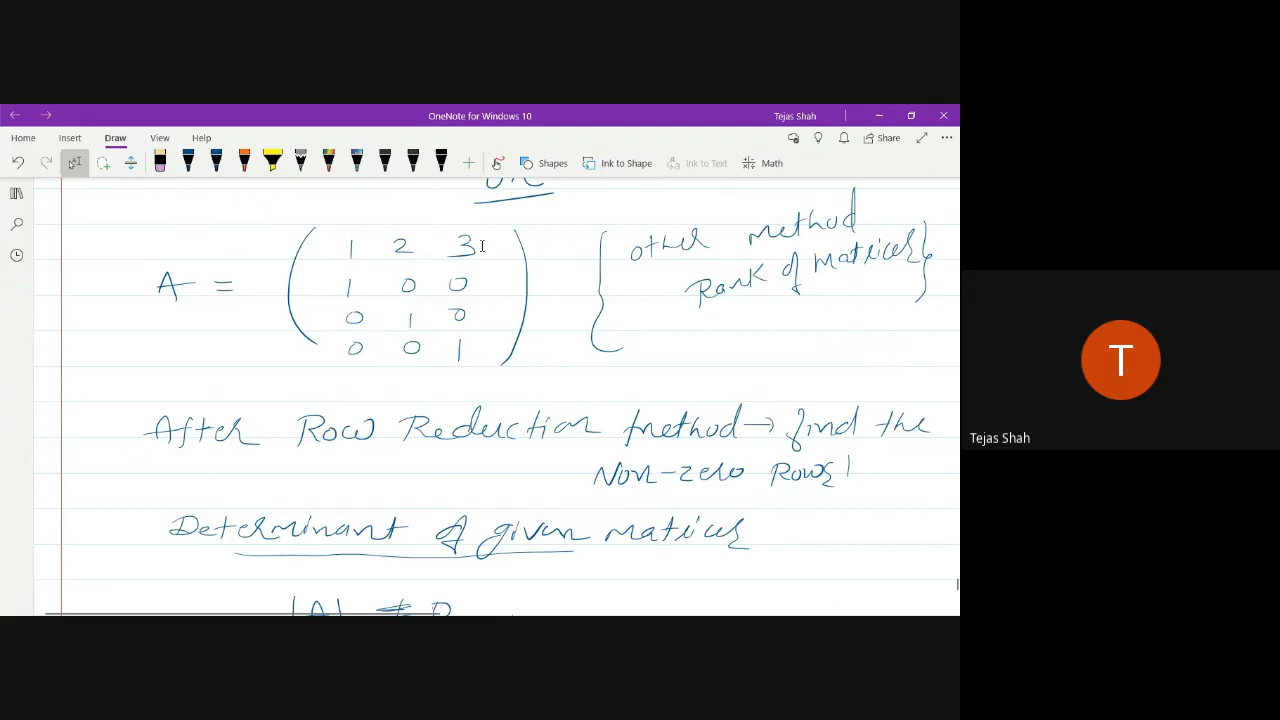 OneNote for Windows 10
Tejas Shah
Home Insert Draw View Help
Share
Shapes Ink to Shape Ink to Text Math
or
A = ( 1 2 3
1 0 0
0 1 0
0 0 1 )
{ other method
Rank of matrices }
After Row Reduction method → find the
Non-zero Rows
Determinant of given matrices
|A| ≠ 0
T
Tejas Shah